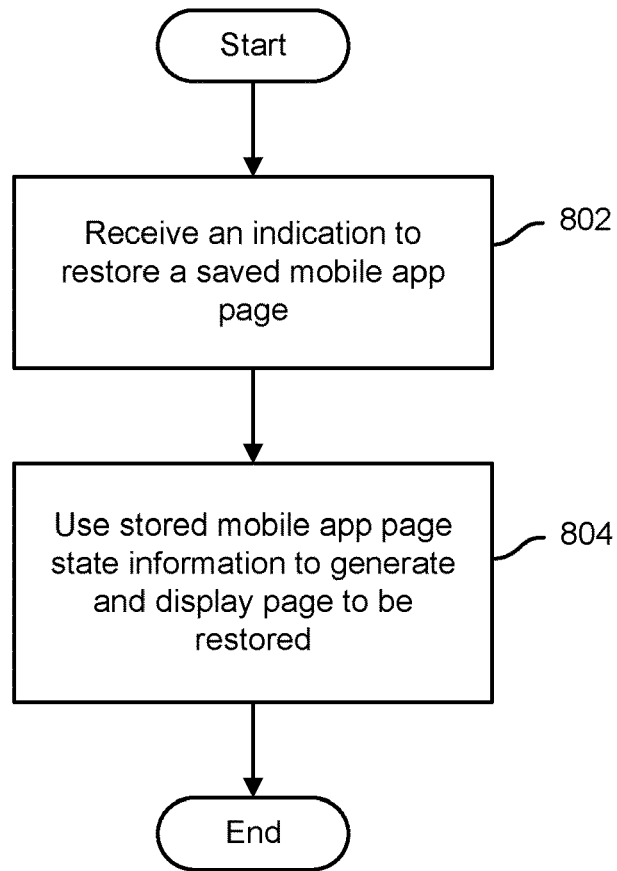 Start
Receive an indication to
restore a saved mobile app
page
802
Use stored mobile app page
state information to generate
and display page to be
restored
804
End